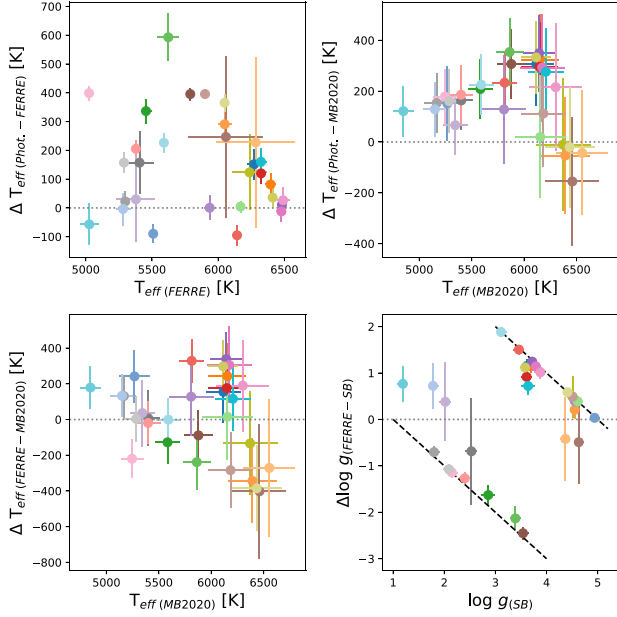 Δ T_eff (Phot. − FERRE) [K]
700
600
500
400
300
200
100
0
−100
5000 5500 6000 6500
T_eff (FERRE) [K]
Δ T_eff (Phot. − MB2020) [K]
400
200
0
−200
−400
5000 5500 6000 6500
T_eff (MB2020) [K]
Δ T_eff (FERRE − MB2020) [K]
400
200
0
−200
−400
−600
−800
5000 5500 6000 6500
T_eff (MB2020) [K]
Δlog g_(FERRE − SB)
2
1
0
−1
−2
−3
1 2 3 4 5
log g_(SB)